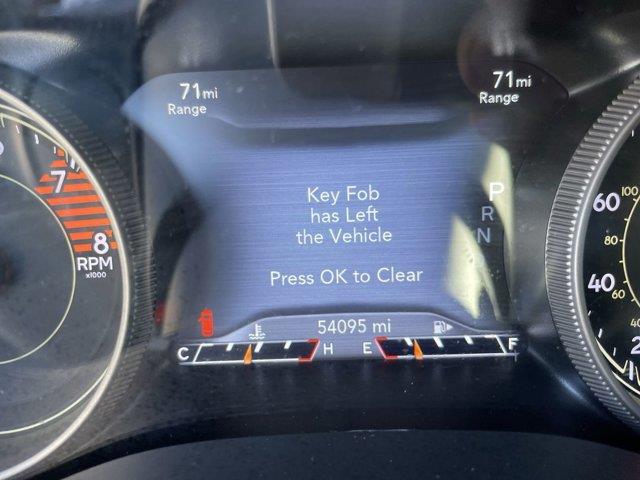 71mi
Range
71mi
Range
Key Fob
has Left
the Vehicle
Press OK to Clear
P
R
N
54095 mi
C
H
E
F
7
8
RPM
x1000
60
80
40
60